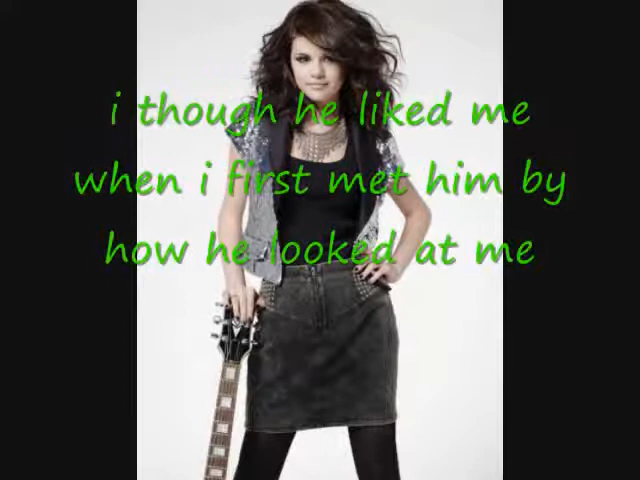 i though he liked me
when i first met him by
how he looked at me